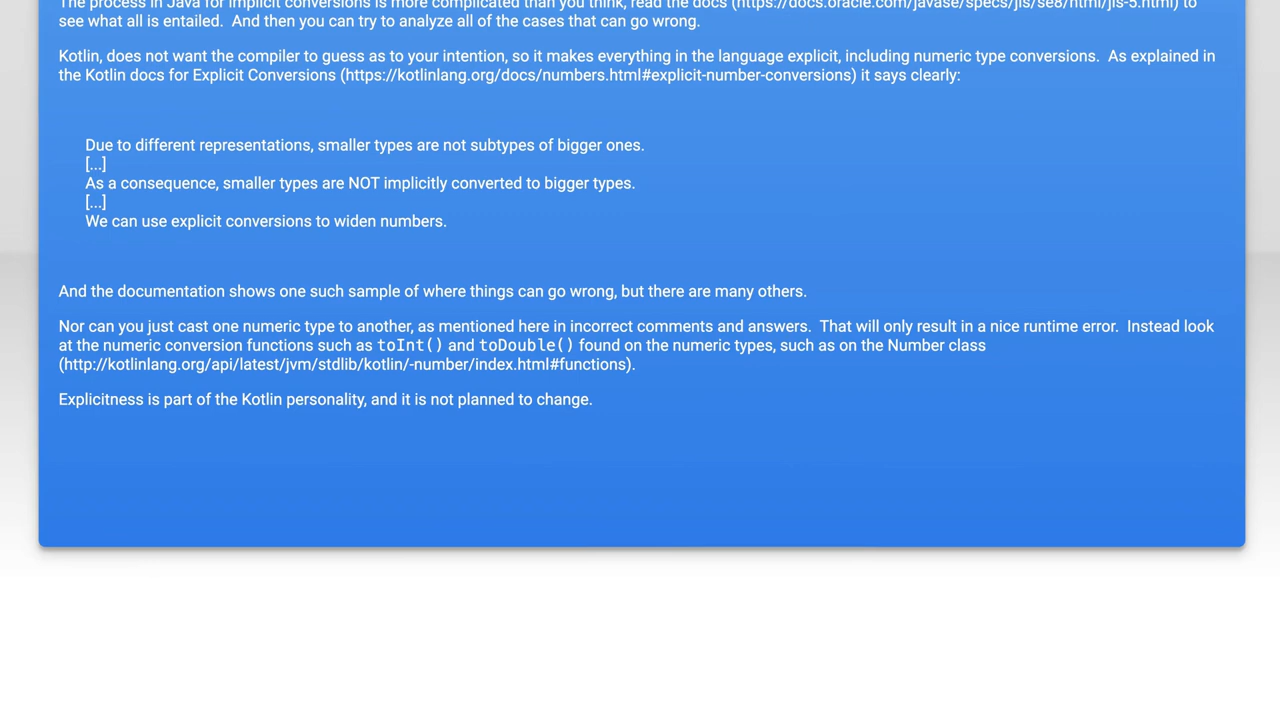 The process in Java for implicit conversions is more complicated than you think, read the docs (https://docs.oracle.com/javase/specs/jls/se8/html/jls-5.html) to
see what all is entailed.  And then you can try to analyze all of the cases that can go wrong.
Kotlin, does not want the compiler to guess as to your intention, so it makes everything in the language explicit, including numeric type conversions.  As explained in
the Kotlin docs for Explicit Conversions (https://kotlinlang.org/docs/numbers.html#explicit-number-conversions) it says clearly:
Due to different representations, smaller types are not subtypes of bigger ones.
[...]
As a consequence, smaller types are NOT implicitly converted to bigger types.
[...]
We can use explicit conversions to widen numbers.
And the documentation shows one such sample of where things can go wrong, but there are many others.
Nor can you just cast one numeric type to another, as mentioned here in incorrect comments and answers.  That will only result in a nice runtime error.  Instead look
at the numeric conversion functions such as toInt() and toDouble() found on the numeric types, such as on the Number class
(http://kotlinlang.org/api/latest/jvm/stdlib/kotlin/-number/index.html#functions).
Explicitness is part of the Kotlin personality, and it is not planned to change.